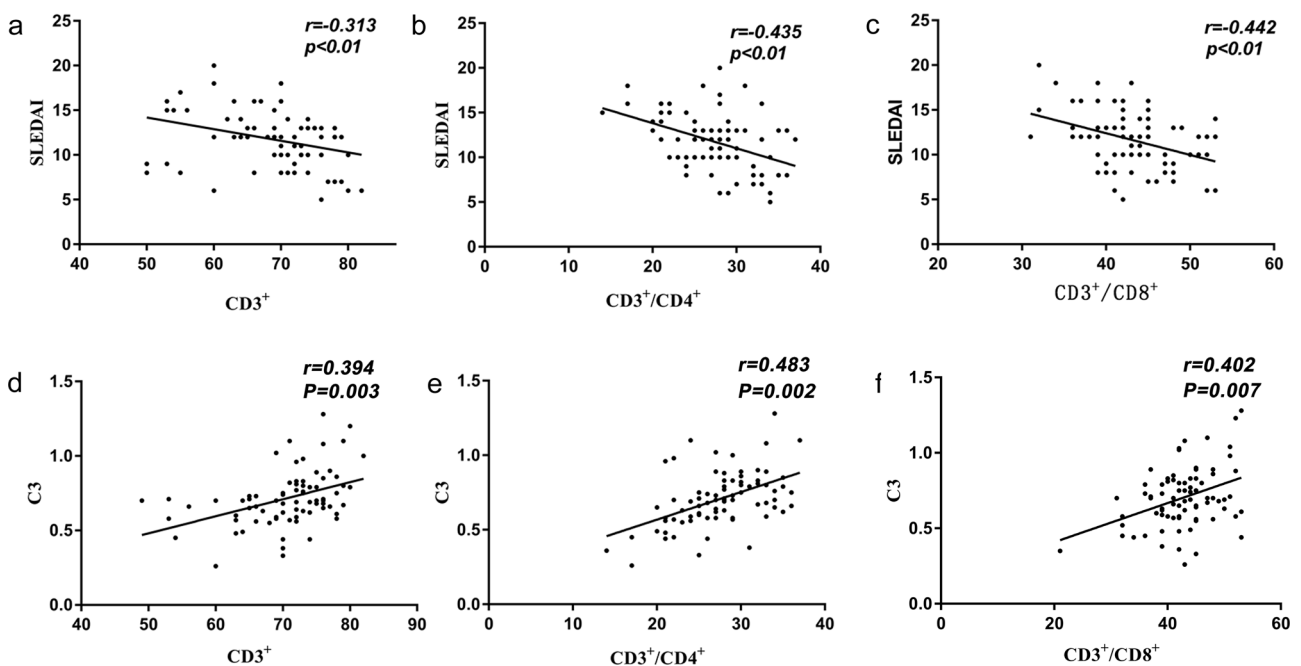 a
r=-0.313
p<0.01
25
20
15
10
5
0
SLEDAI
40 50 60 70 80
CD3⁺
b
r=-0.435
p<0.01
25
20
15
10
5
0
SLEDAI
0 10 20 30 40
CD3⁺/CD4⁺
c
r=-0.442
p<0.01
25
20
15
10
5
0
SLEDAI
20 30 40 50 60
CD3⁺/CD8⁺
d
r=0.394
P=0.003
1.5
1.0
0.5
0.0
C3
40 50 60 70 80 90
CD3⁺
e
r=0.483
P=0.002
1.5
1.0
0.5
0.0
C3
0 10 20 30 40
CD3⁺/CD4⁺
f
r=0.402
P=0.007
1.5
1.0
0.5
0.0
C3
0 20 40 60
CD3⁺/CD8⁺